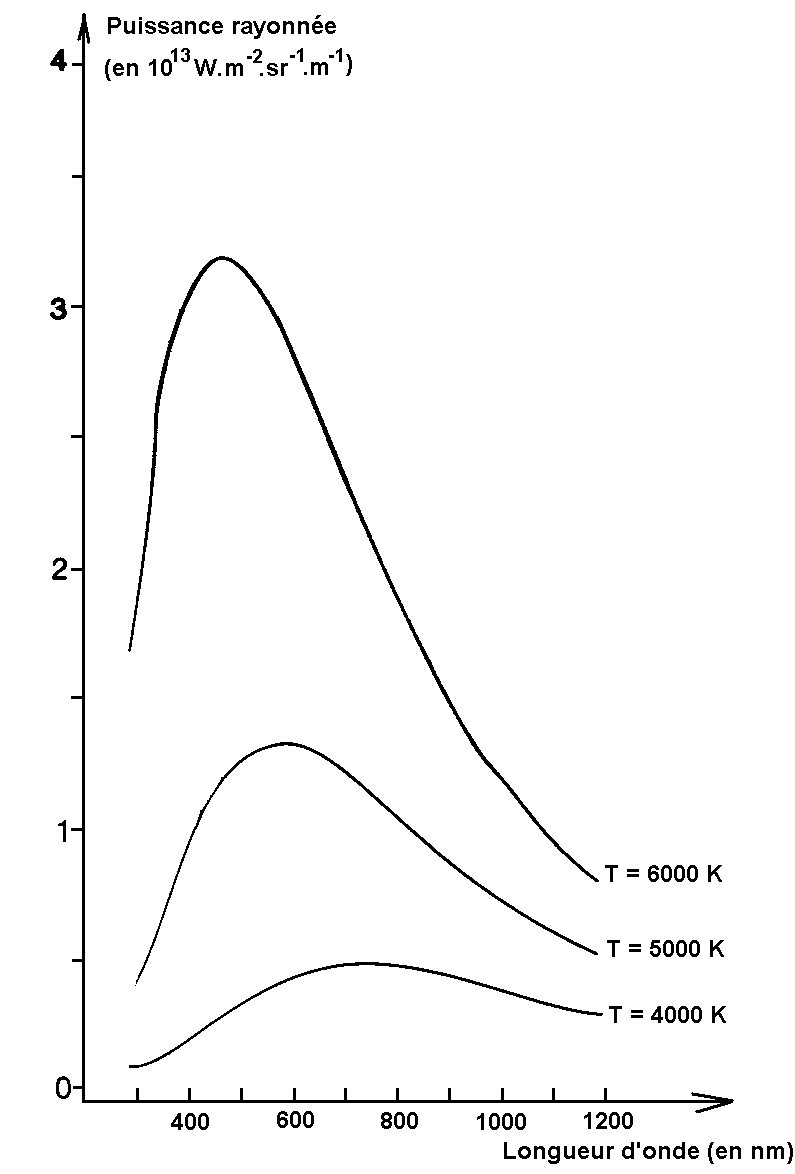 Puissance rayonnée
(en 10¹³ W.m⁻².sr⁻¹.m⁻¹)
4
3
2
1
0
T = 6000 K
T = 5000 K
T = 4000 K
400 600 800 1000 1200
Longueur d'onde (en nm)